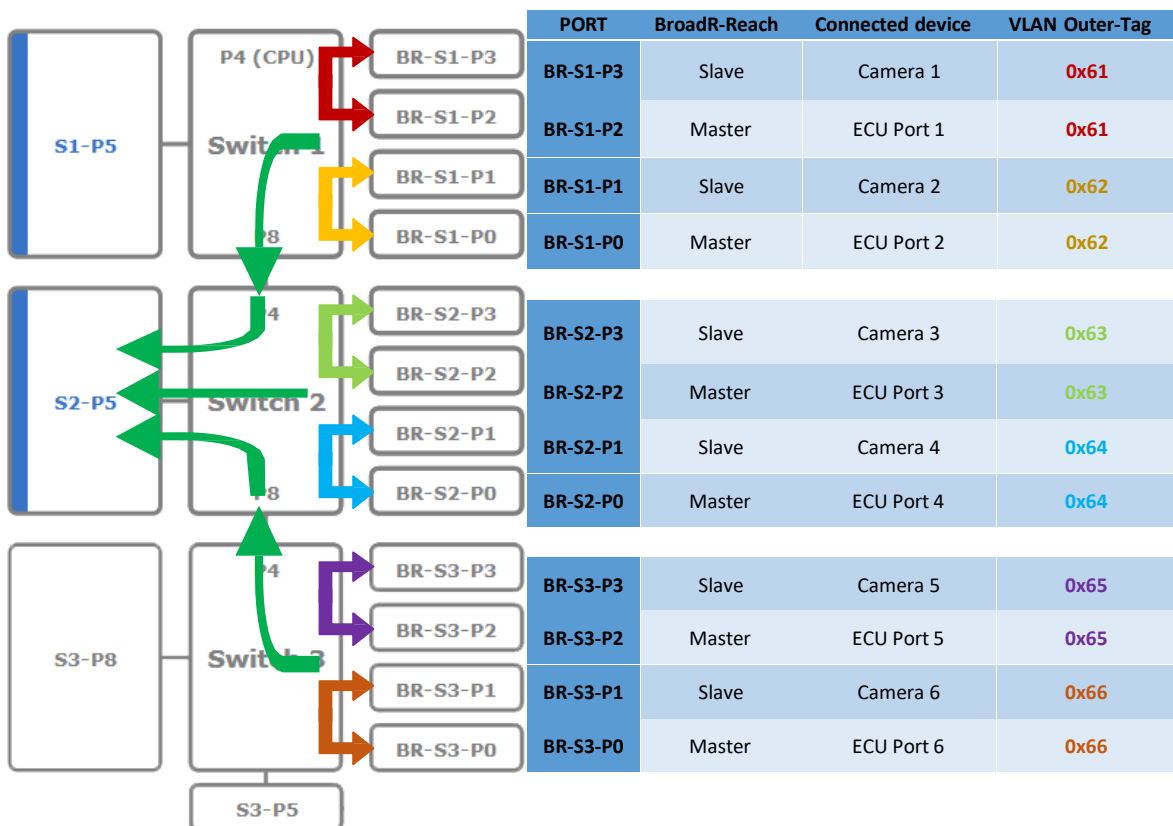 PORT BroadR-Reach Connected device VLAN Outer-Tag
P4 (CPU)
S1-P5
Switch 1
P8
BR-S1-P3
BR-S1-P2
BR-S1-P1
BR-S1-P0
BR-S1-P3 Slave Camera 1 0x61
BR-S1-P2 Master ECU Port 1 0x61
BR-S1-P1 Slave Camera 2 0x62
BR-S1-P0 Master ECU Port 2 0x62
P4
S2-P5
Switch 2
P8
BR-S2-P3
BR-S2-P2
BR-S2-P1
BR-S2-P0
BR-S2-P3 Slave Camera 3 0x63
BR-S2-P2 Master ECU Port 3 0x63
BR-S2-P1 Slave Camera 4 0x64
BR-S2-P0 Master ECU Port 4 0x64
P4
S3-P8
Switch 3
BR-S3-P3
BR-S3-P2
BR-S3-P1
BR-S3-P0
BR-S3-P3 Slave Camera 5 0x65
BR-S3-P2 Master ECU Port 5 0x65
BR-S3-P1 Slave Camera 6 0x66
BR-S3-P0 Master ECU Port 6 0x66
S3-P5